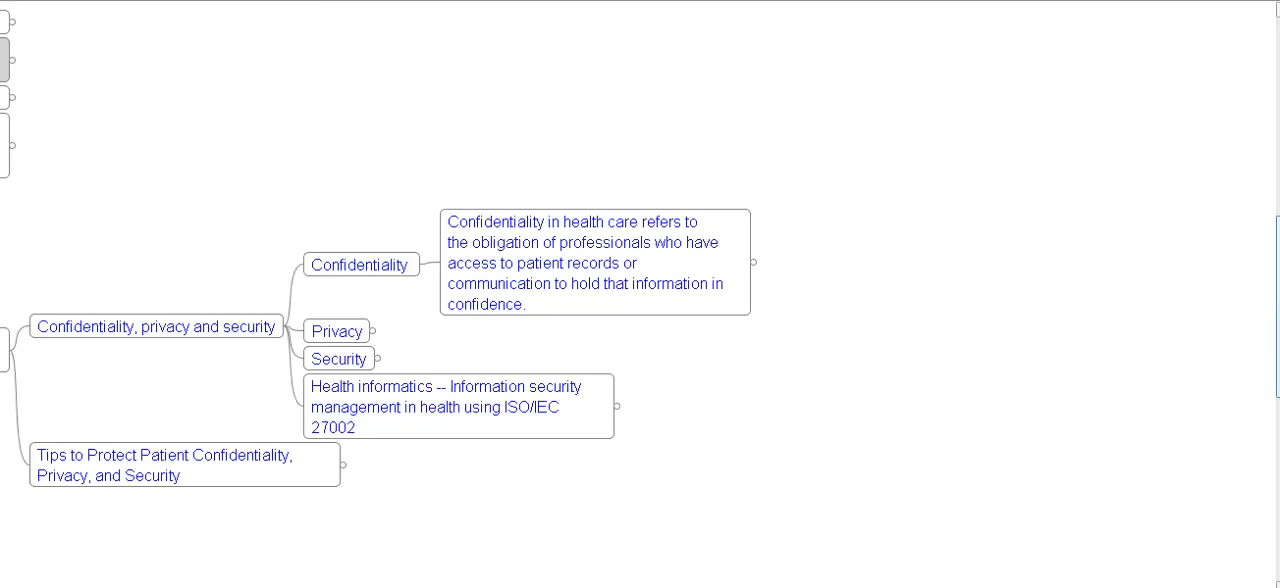 Confidentiality in health care refers to
the obligation of professionals who have
access to patient records or
communication to hold that information in
confidence.
Confidentiality
Confidentiality, privacy and security
Privacy
Security
Health informatics -- Information security
management in health using ISO/IEC
27002
Tips to Protect Patient Confidentiality,
Privacy, and Security